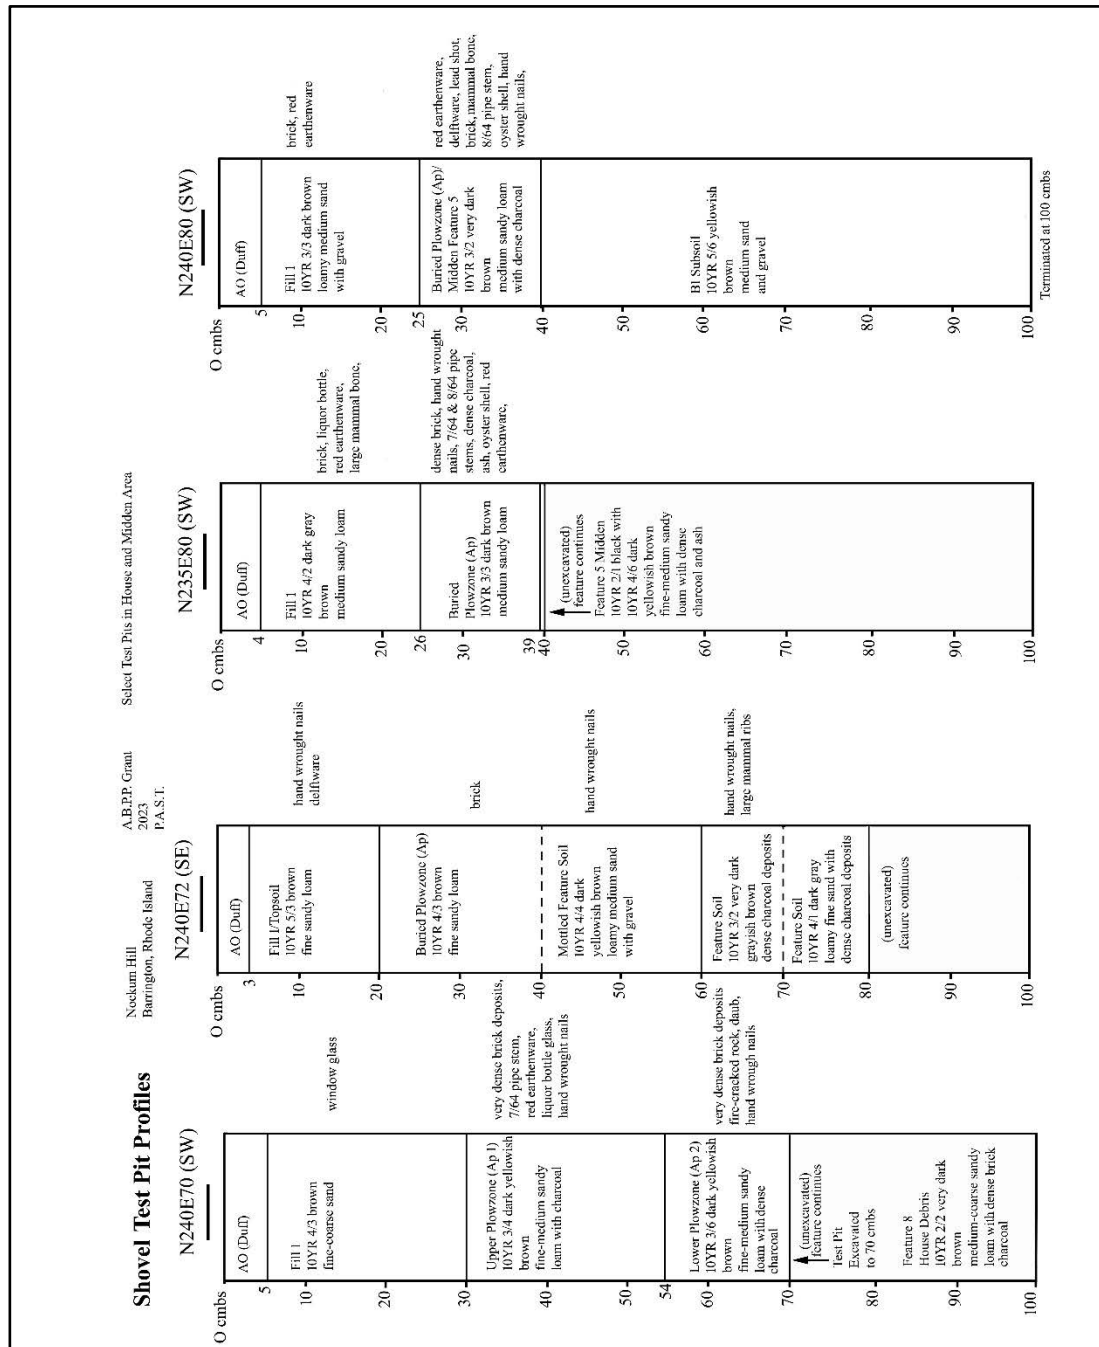 Shovel Test Pit Profiles
Nockum Hill
Barrington, Rhode Island
A.B.P.P. Grant
2023
P.A.S.T.
Select Test Pits in House and Midden Area
N240E70 (SW)
O cmbs
5
10
20
30
40
50
54
60
70
80
90
100
AO (Duff)
Fill 1
10YR 4/3 brown
fine-coarse sand
Upper Plowzone (Ap 1)
10YR 3/4 dark yellowish
brown
fine-medium sandy
loam with charcoal
Lower Plowzone (Ap 2)
10YR 3/6 dark yellowish
brown
fine-medium sandy
loam with dense
charcoal
(unexcavated)
feature continues
Test Pit
Excavated
to 70 cmbs
Feature 8
House Debris
10YR 2/2 very dark
brown
medium-coarse sandy
loam with dense brick
charcoal
window glass
very dense brick deposits,
7/64 pipe stem,
red earthenware,
liquor bottle glass,
hand wrought nails
very dense brick deposits
fire-cracked rock, daub,
hand wrough nails
N240E72 (SE)
O cmbs
3
10
20
30
40
50
60
70
80
90
100
AO (Duff)
Fill 1/Topsoil
10YR 5/3 brown
fine sandy loam
Buried Plowzone (Ap)
10YR 4/3 brown
fine sandy loam
Mottled Feature Soil
10YR 4/4 dark
yellowish brown
loamy medium sand
with gravel
Feature Soil
10YR 3/2 very dark
grayish brown
dense charcoal deposits
Feature Soil
10YR 4/1 dark gray
loamy fine sand with
dense charcoal deposits
(unexcavated)
feature continues
hand wrought nails
delftware
brick
hand wrought nails
hand wrought nails,
large mammal ribs
N235E80 (SW)
O cmbs
4
10
20
26
30
39
40
50
60
70
80
90
100
AO (Duff)
Fill 1
10YR 4/2 dark gray
brown
medium sandy loam
Buried
Plowzone (Ap)
10YR 3/3 dark brown
medium sandy loam
(unexcavated)
feature continues
Feature 5 Midden
10YR 2/1 black with
10YR 4/6 dark
yellowish brown
fine-medium sandy
loam with dense
charcoal and ash
brick, liquor bottle,
red earthenware,
large mammal bone,
dense brick, hand wrought
nails, 7/64 & 8/64 pipe
stems, dense charcoal,
ash, oyster shell, red
earthenware,
N240E80 (SW)
O cmbs
5
10
20
25
30
40
50
60
70
80
90
100
AO (Duff)
Fill 1
10YR 3/3 dark brown
loamy medium sand
with gravel
Buried Plowzone (Ap)/
Midden Feature 5
10YR 3/2 very dark
brown
medium sandy loam
with dense charcoal
B1 Subsoil
10YR 5/6 yellowish
brown
medium sand
and gravel
brick, red
earthenware
red earthenware,
delftware, lead shot,
brick,mammal bone,
8/64 pipe stem,
oyster shell, hand
wrought nails,
Terminated at 100 cmbs